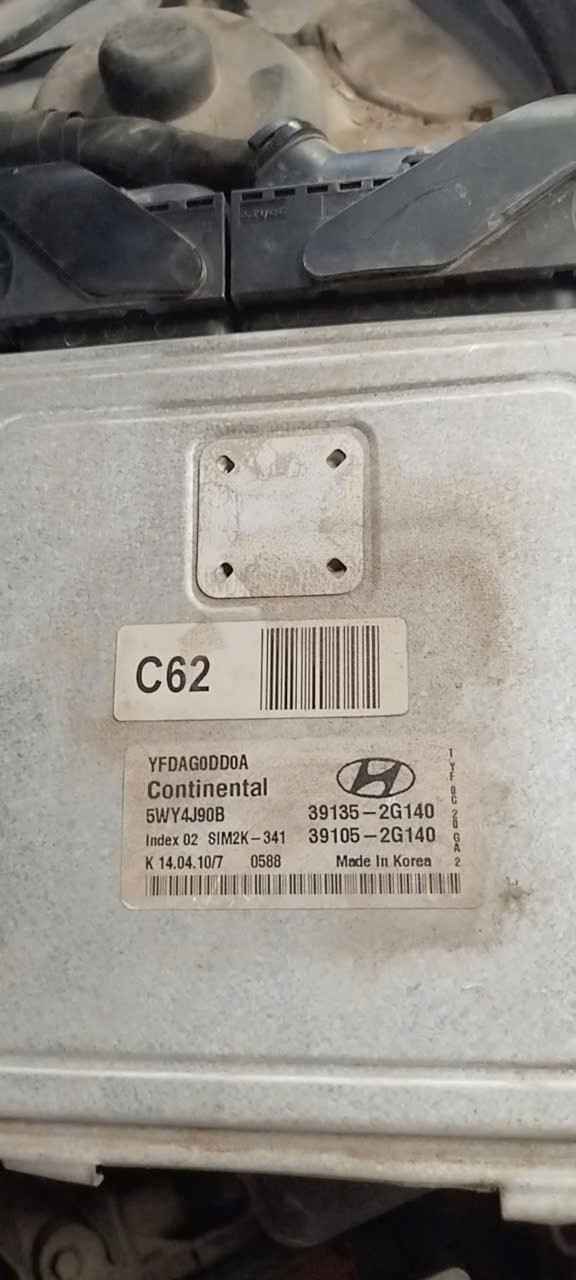 C62
YFDAG0DD0A
Continental
5WY4J90B 39135-2G140
Index 02 SIM2K-341 39105-2G140
K 14.04.10/7 0588 Made In Korea